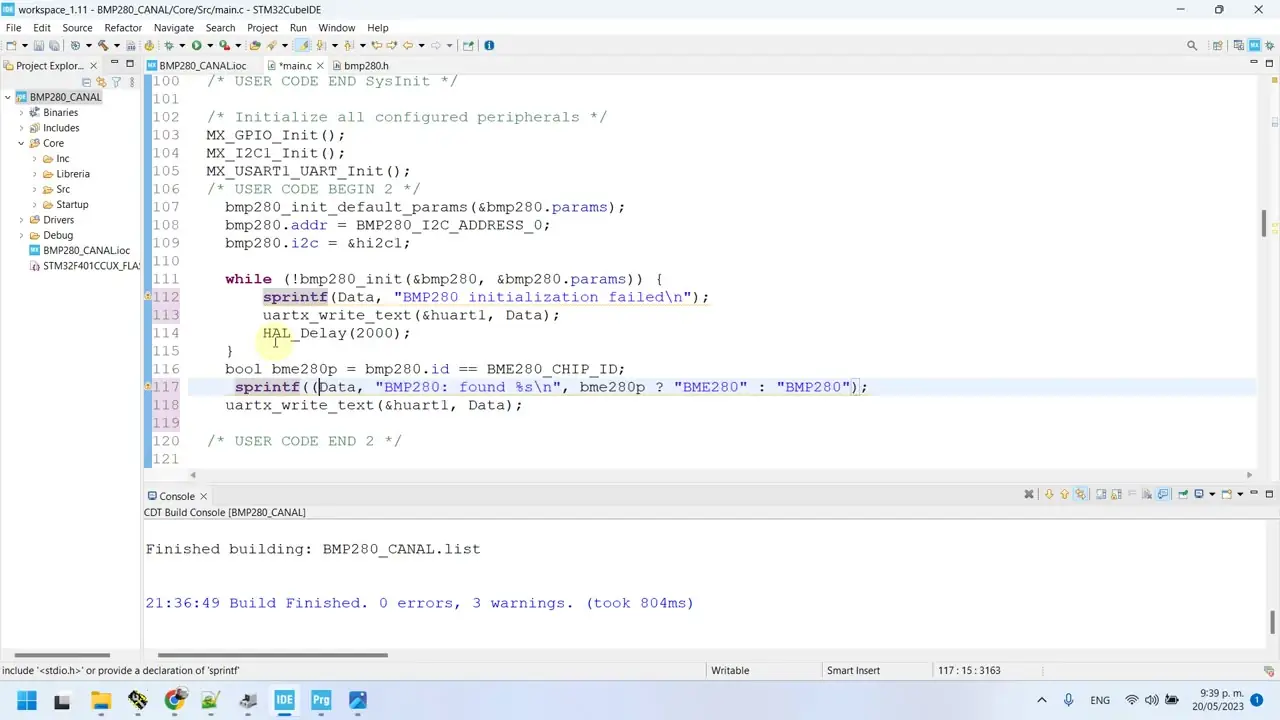 workspace_1.11 - BMP280_CANAL/Core/Src/main.c - STM32CubeIDE
File Edit Source Refactor Navigate Search Project Run Window Help
Project Explor...
BMP280_CANAL.ioc
*main.c
bmp280.h
BMP280_CANAL
Binaries
Includes
Core
Inc
Libreria
Src
Startup
Drivers
Debug
BMP280_CANAL.ioc
STM32F401CCUX_FLA
100 /* USER CODE END SysInit */
101
102 /* Initialize all configured peripherals */
103 MX_GPIO_Init();
104 MX_I2C1_Init();
105 MX_USART1_UART_Init();
106 /* USER CODE BEGIN 2 */
107 bmp280_init_default_params(&bmp280.params);
108 bmp280.addr = BMP280_I2C_ADDRESS_0;
109 bmp280.i2c = &hi2c1;
110
111 while (!bmp280_init(&bmp280, &bmp280.params)) {
112 sprintf(Data, "BMP280 initialization failed\n");
113 uartx_write_text(&huart1, Data);
114 HAL_Delay(2000);
115 }
116 bool bme280p = bmp280.id == BME280_CHIP_ID;
117 sprintf((Data, "BMP280: found %s\n", bme280p ? "BME280" : "BMP280");
118 uartx_write_text(&huart1, Data);
119
120 /* USER CODE END 2 */
121
Console
CDT Build Console [BMP280_CANAL]
Finished building: BMP280_CANAL.list
21:36:49 Build Finished. 0 errors, 3 warnings. (took 804ms)
include '<stdio.h>' or provide a declaration of 'sprintf'
Writable
Smart Insert
117 : 15 : 3163
IDE
Prg
ENG
9:39 p. m.
20/05/2023
1